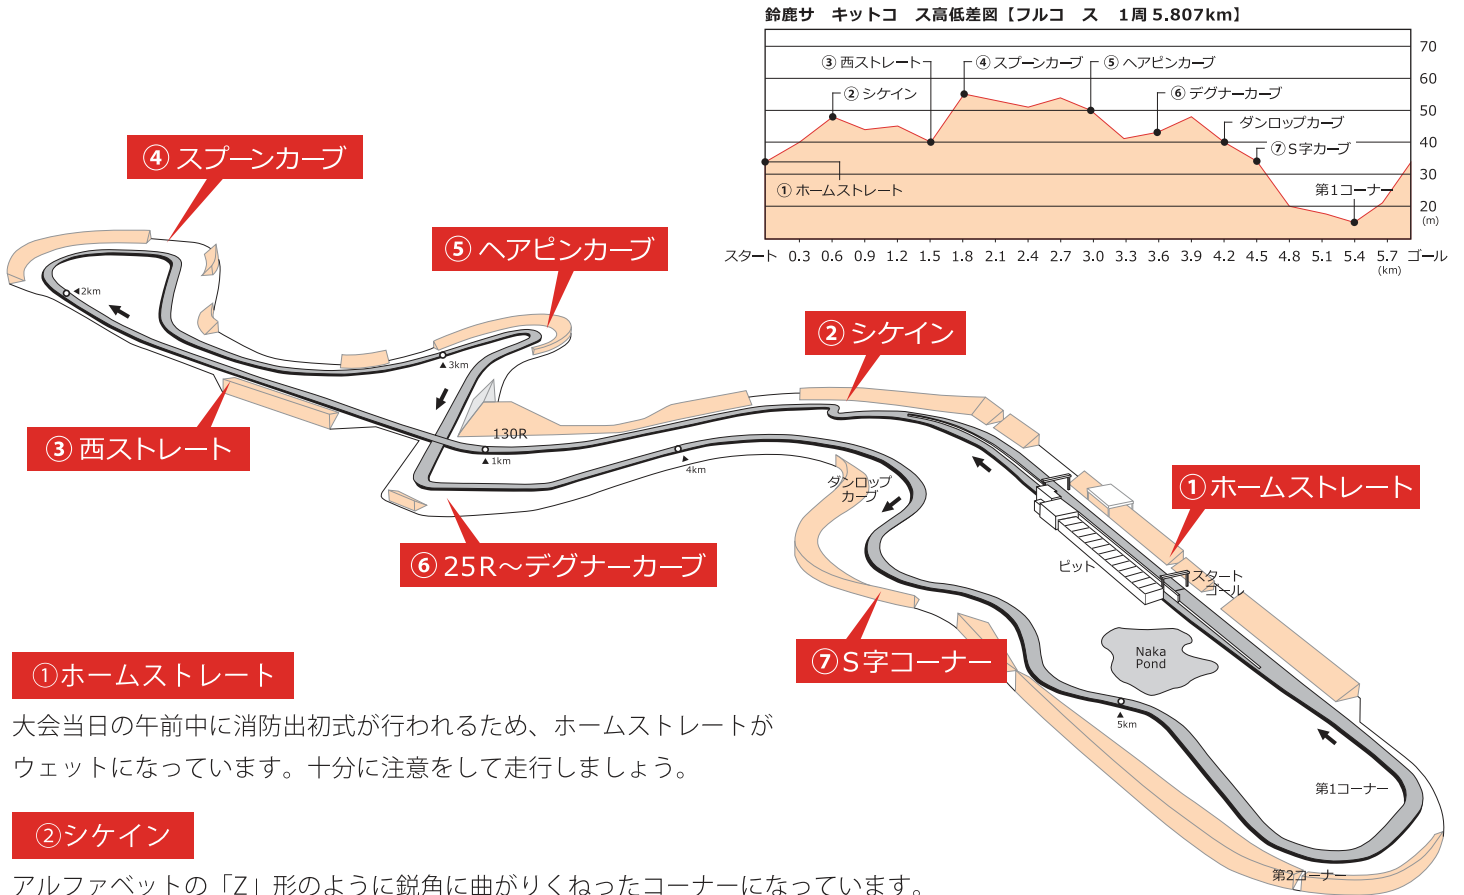 鈴鹿サ　キットコ　ス高低差図【フルコ　ス　1周 5.807km】
70
60
50
40
30
20
(m)
③ 西ストレート
④ スプーンカーブ
⑤ ヘアピンカーブ
② シケイン
⑥ デグナーカーブ
ダンロップカーブ
⑦ S字カーブ
① ホームストレート
第1コーナー
スタート 0.3 0.6 0.9 1.2 1.5 1.8 2.1 2.4 2.7 3.0 3.3 3.6 3.9 4.2 4.5 4.8 5.1 5.4 5.7 ゴール
(km)
④ スプーンカーブ
⑤ ヘアピンカーブ
◀2km
② シケイン
▲3km
③ 西ストレート
130R
▲1km
▲4km
① ホームストレート
ダンロップ
カーブ
⑥ 25R～デグナーカーブ
ピット
スタート
ゴール
⑦ S字コーナー
Naka
Pond
▲
5km
第1コーナー
第2コーナー
①ホームストレート
大会当日の午前中に消防出初式が行われるため、ホームストレートが
ウェットになっています。十分に注意をして走行しましょう。
②シケイン
アルファベットの「Z」形のように鋭角に曲がりくねったコーナーになっています。